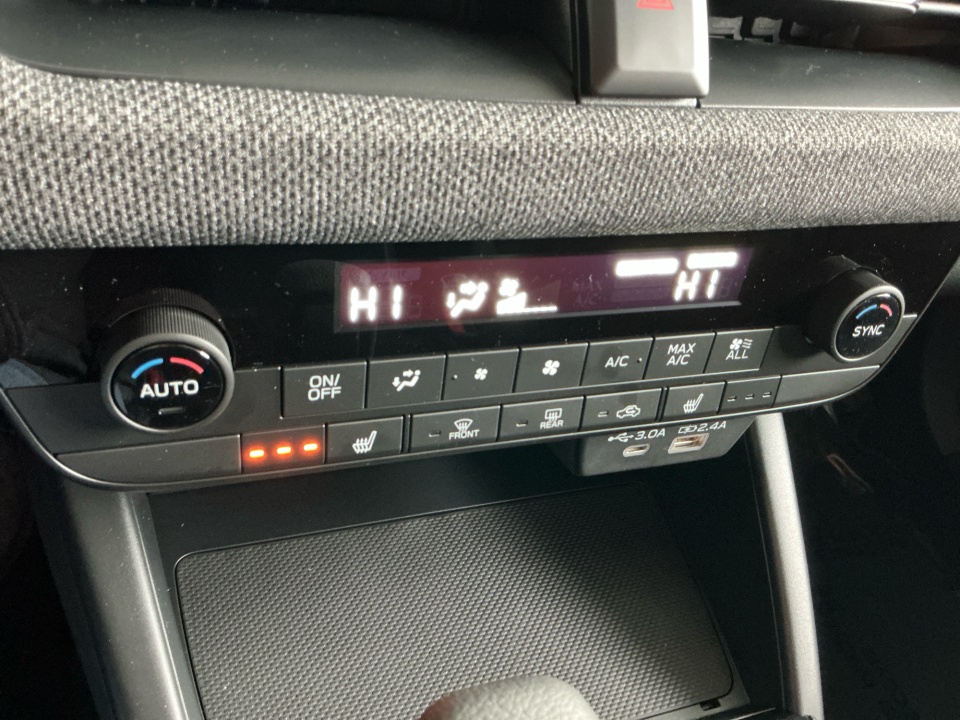 HI
HI
AUTO
ON/
OFF
A/C
MAX
A/C
ALL
SYNC
FRONT
REAR
3.0A
2.4A